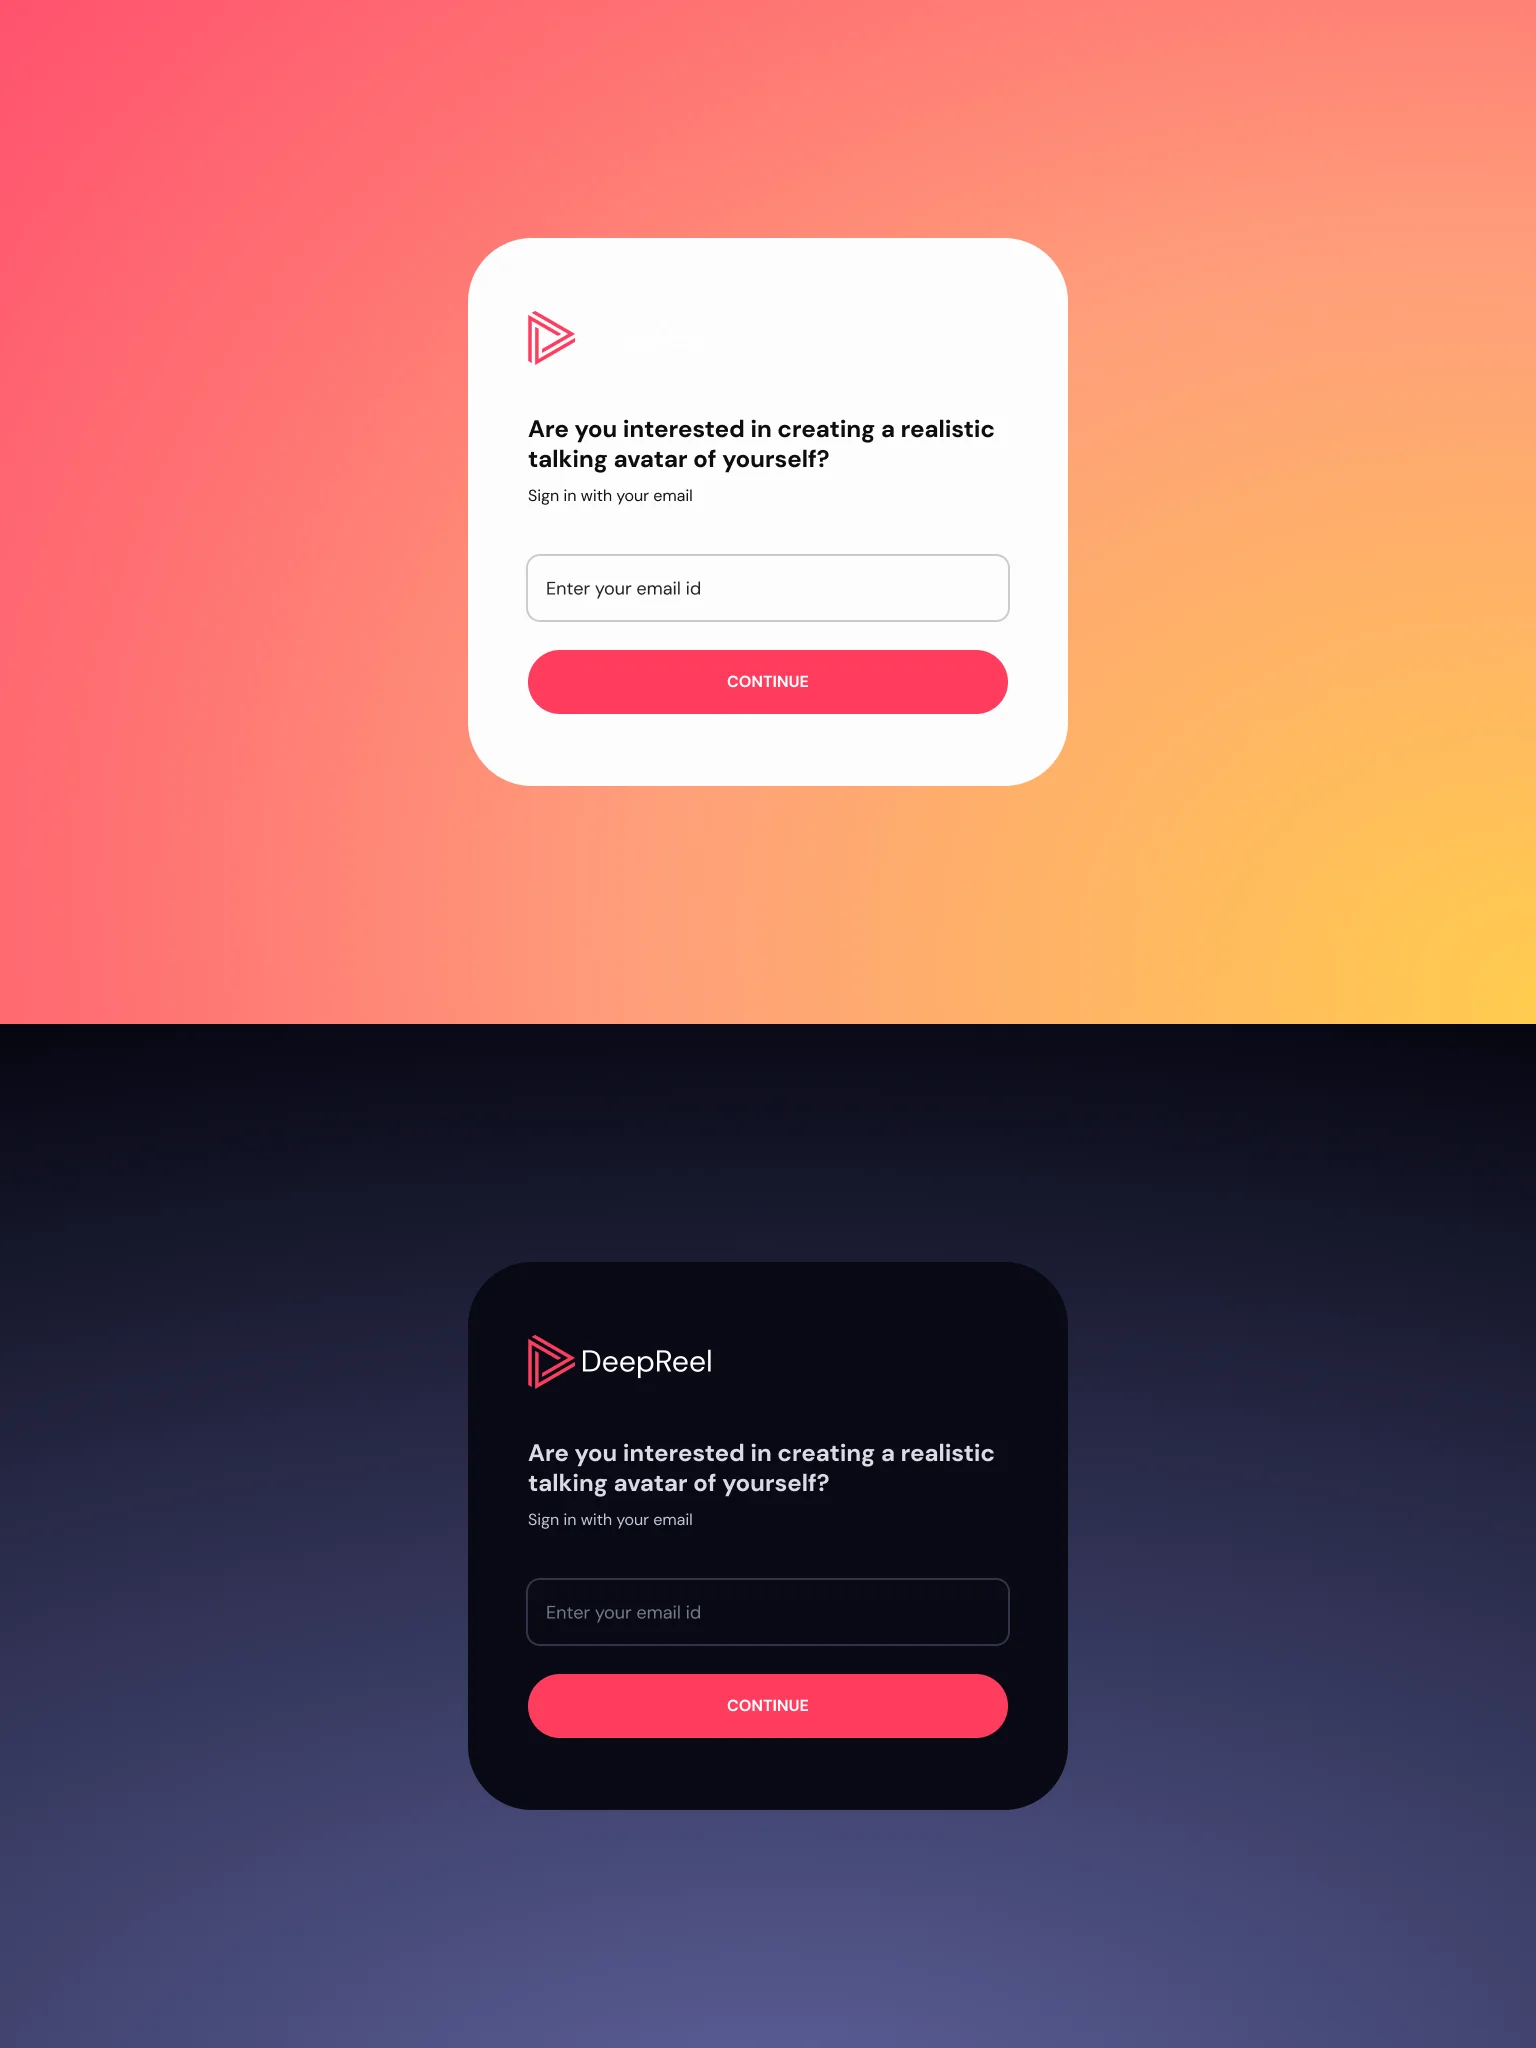 Are you interested in creating a realistic
talking avatar of yourself?
Sign in with your email
Enter your email id
CONTINUE
DeepReel
Are you interested in creating a realistic
talking avatar of yourself?
Sign in with your email
Enter your email id
CONTINUE